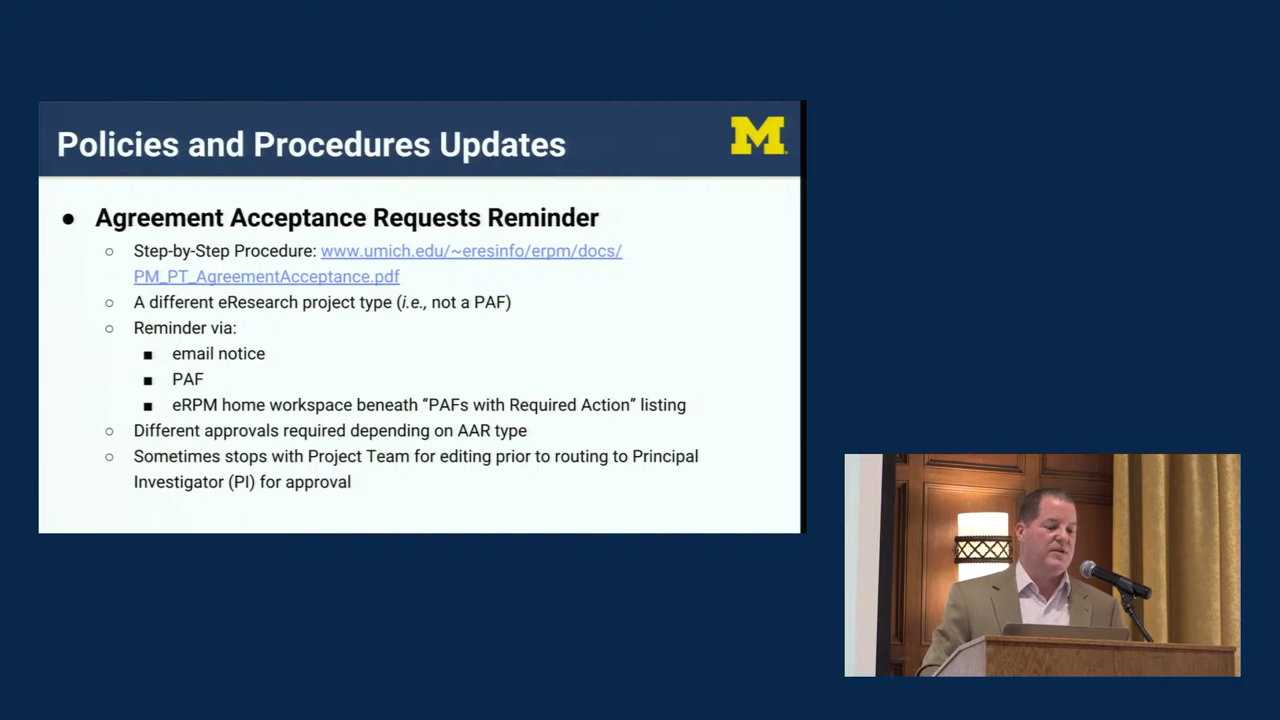 Policies and Procedures Updates
M
● Agreement Acceptance Requests Reminder
○ Step-by-Step Procedure: www.umich.edu/~eresinfo/erpm/docs/
PM_PT_AgreementAcceptance.pdf
○ A different eResearch project type (i.e., not a PAF)
○ Reminder via:
■ email notice
■ PAF
■ eRPM home workspace beneath “PAFs with Required Action” listing
○ Different approvals required depending on AAR type
○ Sometimes stops with Project Team for editing prior to routing to Principal
Investigator (PI) for approval